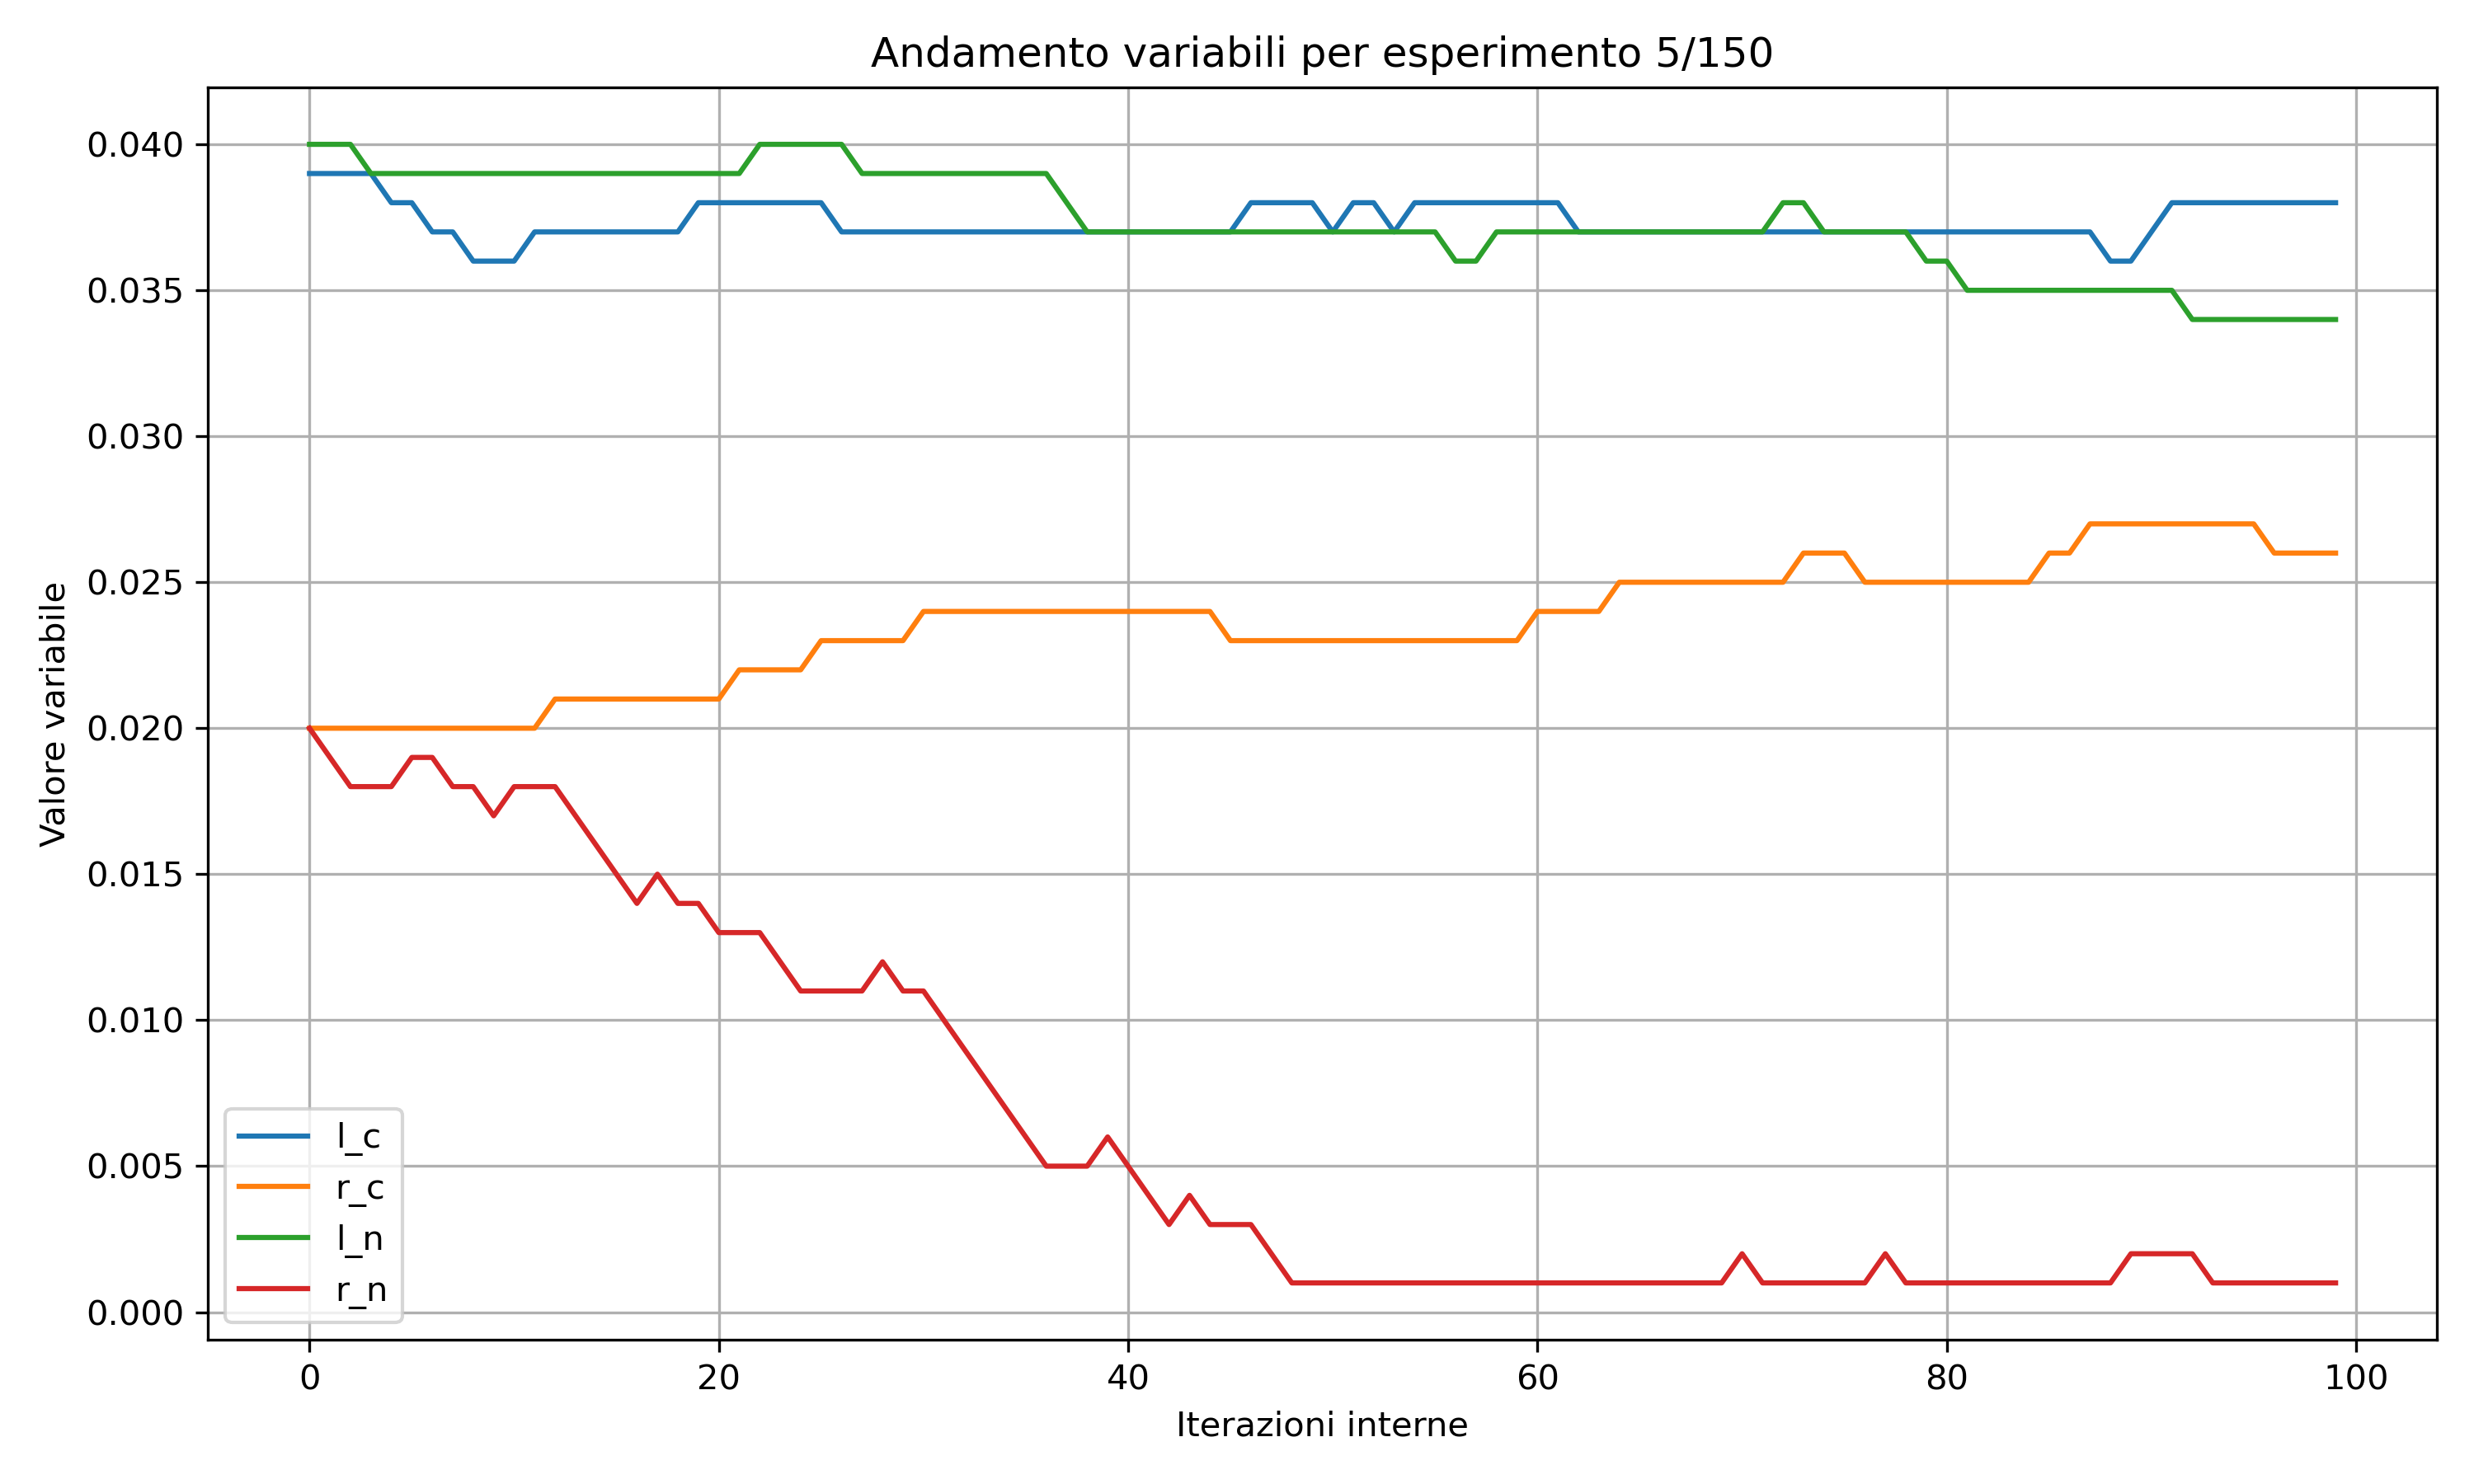 Andamento variabili per esperimento 5/150
Valore variabile
0.040
0.035
0.030
0.025
0.020
0.015
0.010
0.005
0.000
l_c
r_c
l_n
r_n
0 20 40 60 80 100
Iterazioni interne